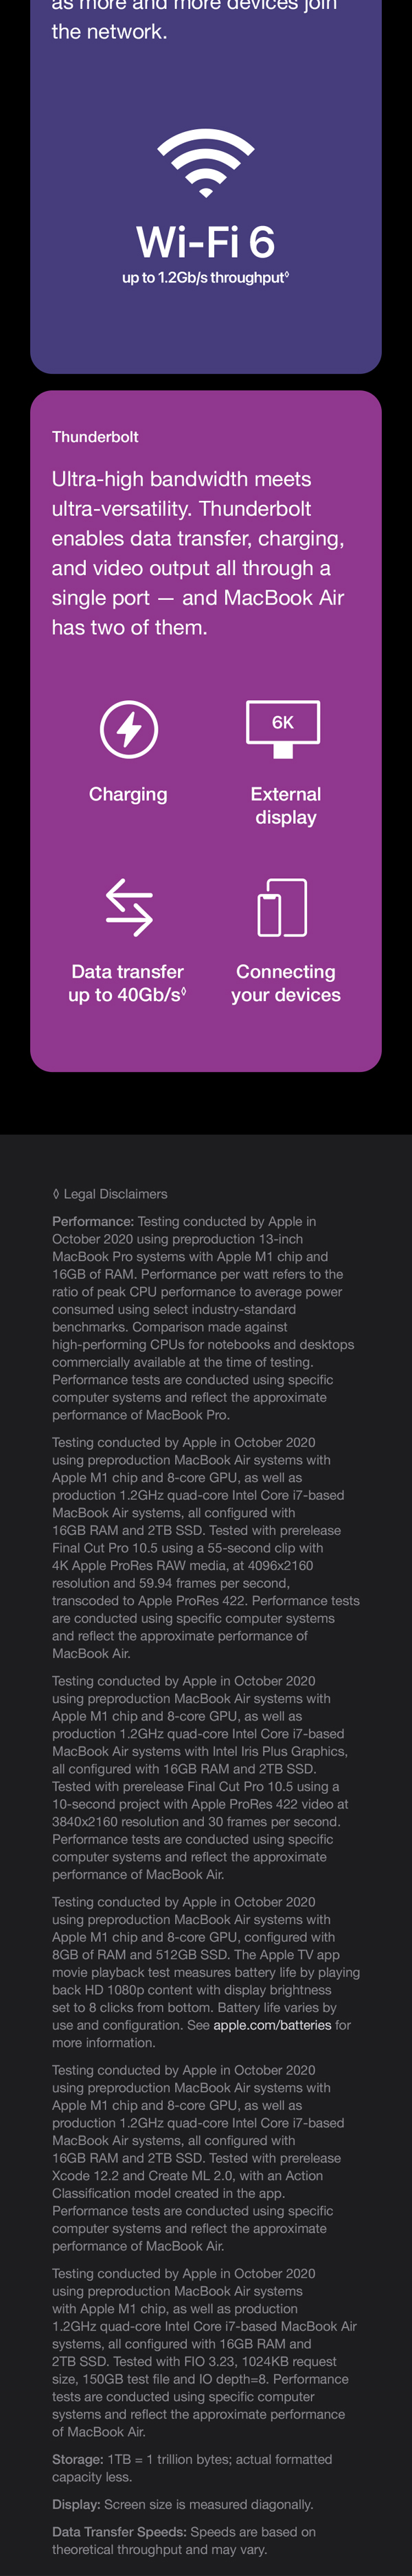 as more and more devices join
the network.
Wi-Fi 6
up to 1.2Gb/s throughput◊
Thunderbolt
Ultra-high bandwidth meets
ultra-versatility. Thunderbolt
enables data transfer, charging,
and video output all through a
single port — and MacBook Air
has two of them.
6K
Charging
External
display
Data transfer
up to 40Gb/s◊
Connecting
your devices
◊ Legal Disclaimers
Performance: Testing conducted by Apple in
October 2020 using preproduction 13-inch
MacBook Pro systems with Apple M1 chip and
16GB of RAM. Performance per watt refers to the
ratio of peak CPU performance to average power
consumed using select industry-standard
benchmarks. Comparison made against
high-performing CPUs for notebooks and desktops
commercially available at the time of testing.
Performance tests are conducted using specific
computer systems and reflect the approximate
performance of MacBook Pro.
Testing conducted by Apple in October 2020
using preproduction MacBook Air systems with
Apple M1 chip and 8-core GPU, as well as
production 1.2GHz quad-core Intel Core i7-based
MacBook Air systems, all configured with
16GB RAM and 2TB SSD. Tested with prerelease
Final Cut Pro 10.5 using a 55-second clip with
4K Apple ProRes RAW media, at 4096x2160
resolution and 59.94 frames per second,
transcoded to Apple ProRes 422. Performance tests
are conducted using specific computer systems
and reflect the approximate performance of
MacBook Air.
Testing conducted by Apple in October 2020
using preproduction MacBook Air systems with
Apple M1 chip and 8-core GPU, as well as
production 1.2GHz quad-core Intel Core i7-based
MacBook Air systems with Intel Iris Plus Graphics,
all configured with 16GB RAM and 2TB SSD.
Tested with prerelease Final Cut Pro 10.5 using a
10-second project with Apple ProRes 422 video at
3840x2160 resolution and 30 frames per second.
Performance tests are conducted using specific
computer systems and reflect the approximate
performance of MacBook Air.
Testing conducted by Apple in October 2020
using preproduction MacBook Air systems with
Apple M1 chip and 8-core GPU, configured with
8GB of RAM and 512GB SSD. The Apple TV app
movie playback test measures battery life by playing
back HD 1080p content with display brightness
set to 8 clicks from bottom. Battery life varies by
use and configuration. See apple.com/batteries for
more information.
Testing conducted by Apple in October 2020
using preproduction MacBook Air systems with
Apple M1 chip and 8-core GPU, as well as
production 1.2GHz quad-core Intel Core i7-based
MacBook Air systems, all configured with
16GB RAM and 2TB SSD. Tested with prerelease
Xcode 12.2 and Create ML 2.0, with an Action
Classification model created in the app.
Performance tests are conducted using specific
computer systems and reflect the approximate
performance of MacBook Air.
Testing conducted by Apple in October 2020
using preproduction MacBook Air systems
with Apple M1 chip, as well as production
1.2GHz quad-core Intel Core i7-based MacBook Air
systems, all configured with 16GB RAM and
2TB SSD. Tested with FIO 3.23, 1024KB request
size, 150GB test file and IO depth=8. Performance
tests are conducted using specific computer
systems and reflect the approximate performance
of MacBook Air.
Storage: 1TB = 1 trillion bytes; actual formatted
capacity less.
Display: Screen size is measured diagonally.
Data Transfer Speeds: Speeds are based on
theoretical throughput and may vary.